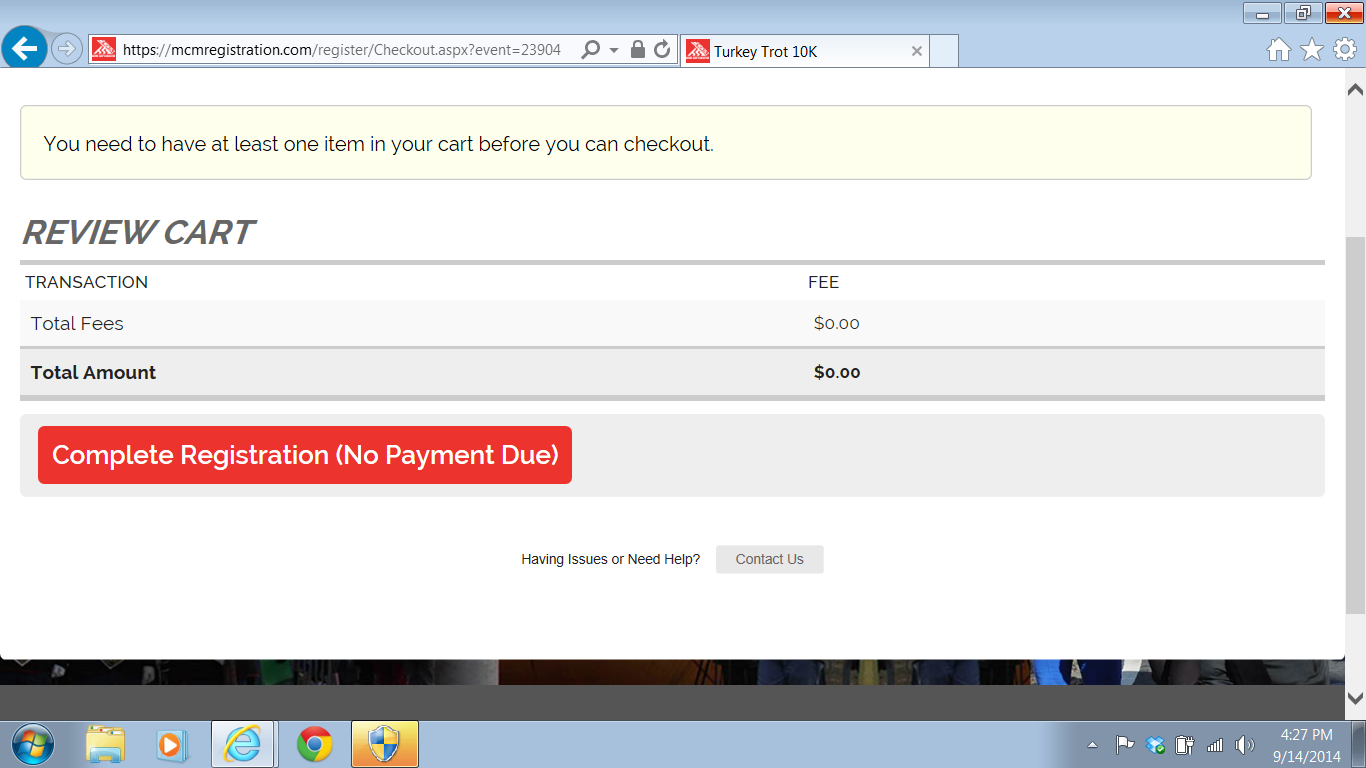 https://mcmregistration.com/register/Checkout.aspx?event=23904
Turkey Trot 10K
You need to have at least one item in your cart before you can checkout.
REVIEW CART
TRANSACTION FEE
Total Fees $0.00
Total Amount $0.00
Complete Registration (No Payment Due)
Having Issues or Need Help? Contact Us
4:27 PM
9/14/2014